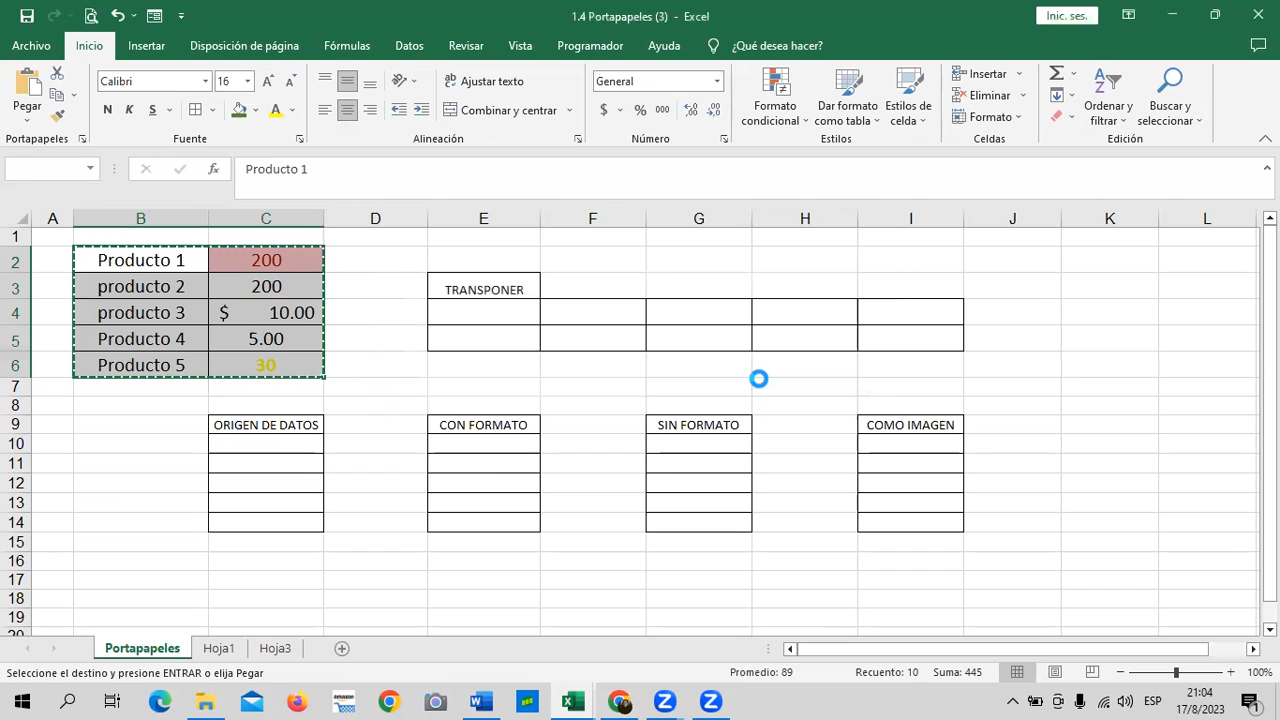 1.4 Portapapeles (3) - Excel
Inic. ses.
Archivo Inicio Insertar Disposición de página Fórmulas Datos Revisar Vista Programador Ayuda ¿Qué desea hacer?
Pegar
Calibri 16
N K S
Ajustar texto
Combinar y centrar
General
$ % 000
Formato condicional
Dar formato como tabla
Estilos de celda
Insertar
Eliminar
Formato
Ordenar y filtrar
Buscar y seleccionar
Portapapeles Fuente Alineación Número Estilos Celdas Edición
fx Producto 1
A B C D E F G H I J K L
1
2 Producto 1 200
3 producto 2 200 TRANSPONER
4 producto 3 $ 10.00
5 Producto 4 5.00
6 Producto 5 30
7
8
9 ORIGEN DE DATOS CON FORMATO SIN FORMATO COMO IMAGEN
10
11
12
13
14
15
16
17
18
19
20
Portapapeles Hoja1 Hoja3
Seleccione el destino y presione ENTRAR o elija Pegar Promedio: 89 Recuento: 10 Suma: 445 100%
ESP 21:04
17/8/2023